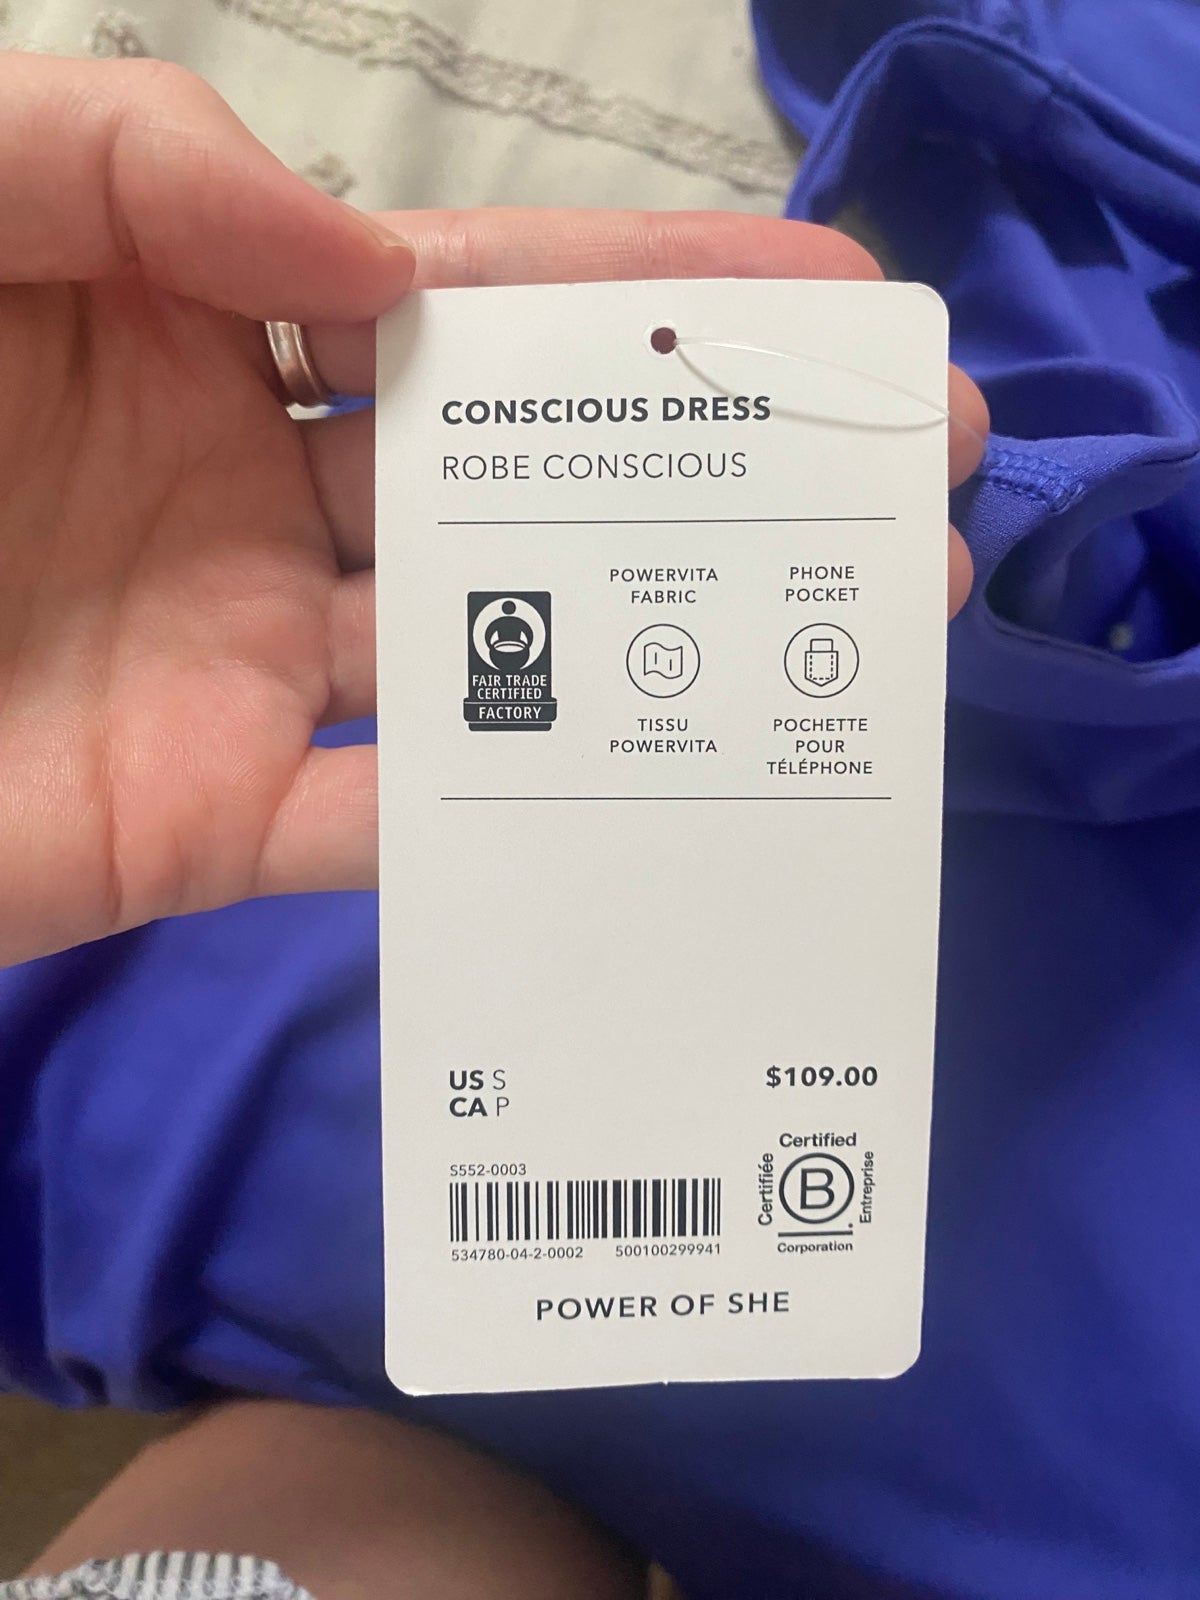 CONSCIOUS DRESS
ROBE CONSCIOUS
FAIR TRADE
CERTIFIED
FACTORY
POWERVITA
FABRIC
TISSU
POWERVITA
PHONE
POCKET
POCHETTE
POUR
TÉLÉPHONE
US S
CA P
$109.00
S552-0003
534780-04-2-0002 500100299941
Certified
Certifiée
B
Entreprise
Corporation
POWER OF SHE